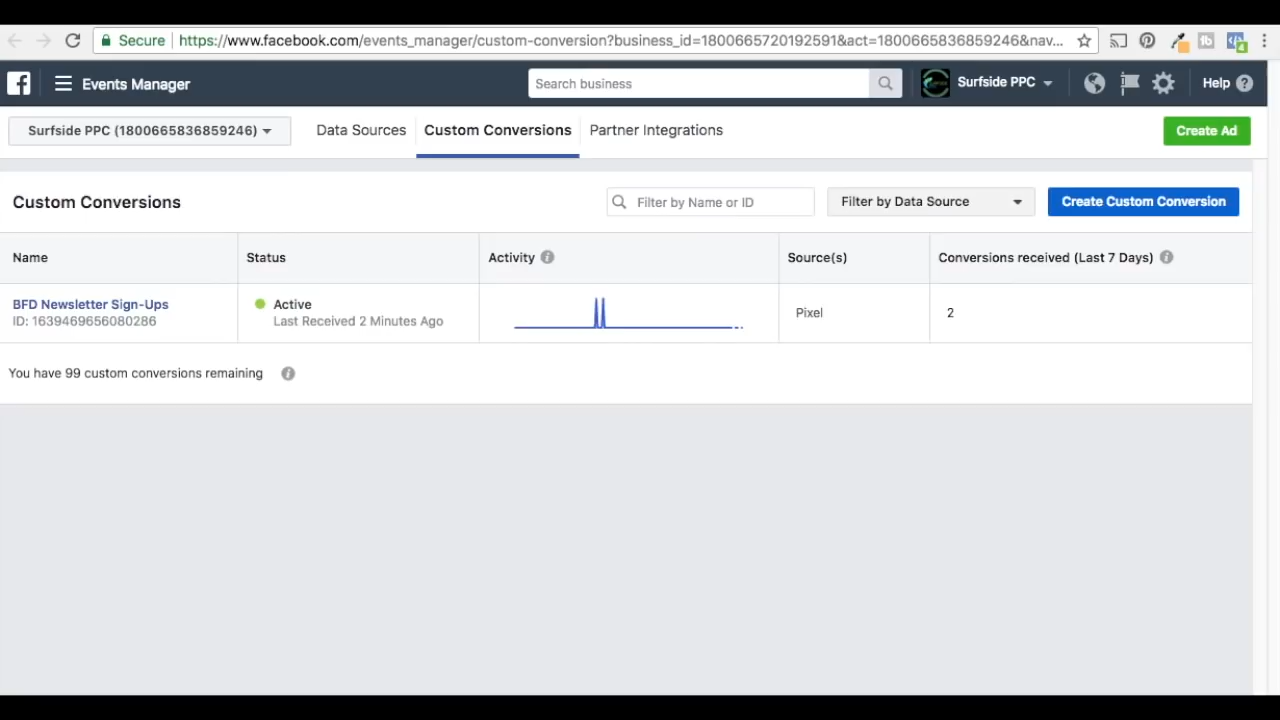 Secure https://www.facebook.com/events_manager/custom-conversion?business_id=1800665720192591&act=1800665836859246&nav...
Events Manager Search business Surfside PPC Help
Surfside PPC (1800665836859246) Data Sources Custom Conversions Partner Integrations Create Ad
Custom Conversions Filter by Name or ID Filter by Data Source Create Custom Conversion
Name Status Activity Source(s) Conversions received (Last 7 Days)
BFD Newsletter Sign-Ups Active
ID: 1639469656080286 Last Received 2 Minutes Ago Pixel 2
You have 99 custom conversions remaining